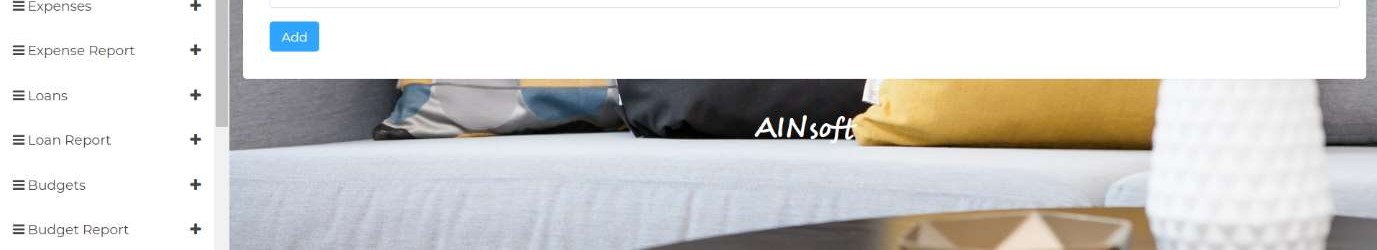 Expenses
Expense Report
Loans
Loan Report
Budgets
Budget Report
Add
AINsoft